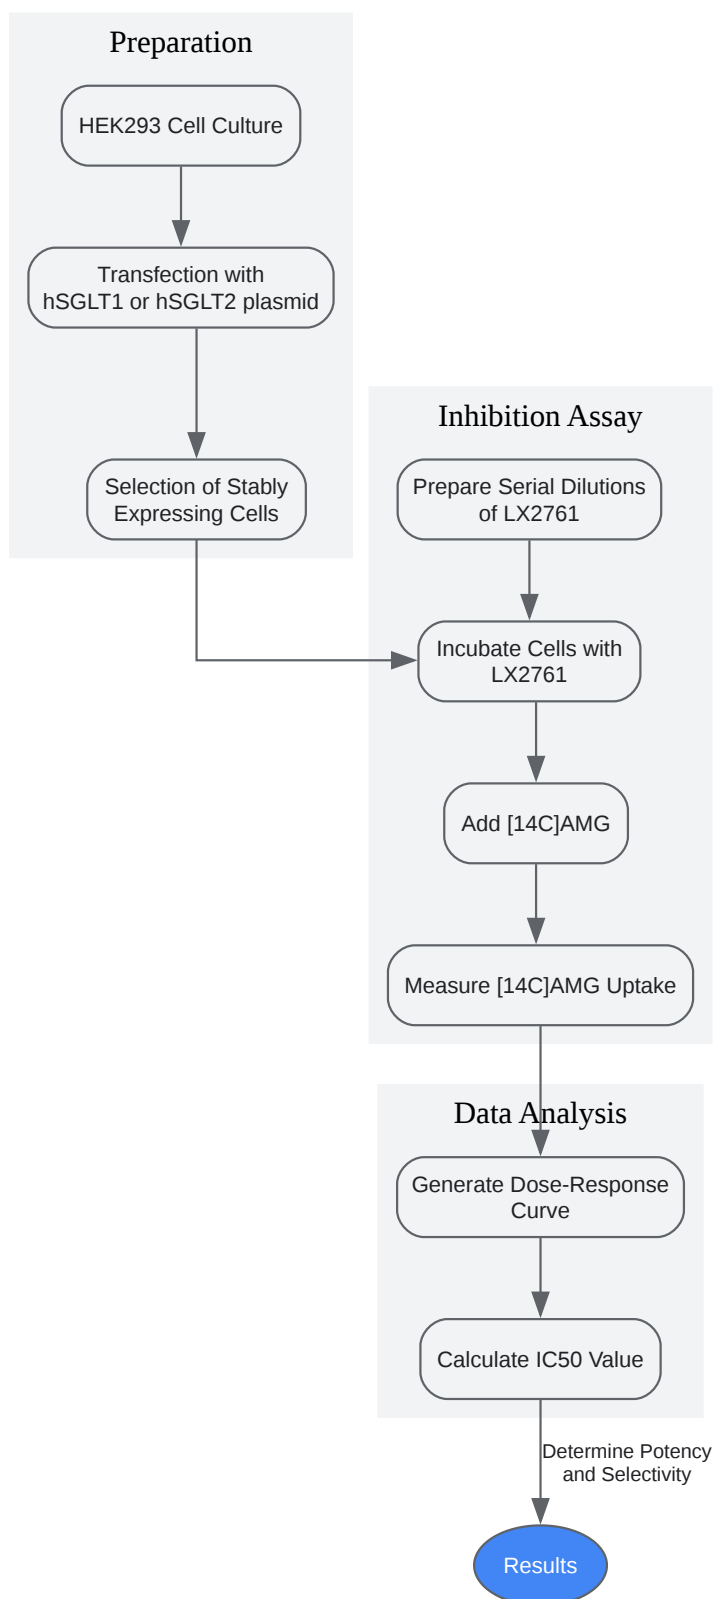 Preparation
HEK293 Cell Culture
Transfection with
hSGLT1 or hSGLT2 plasmid
Selection of Stably
Expressing Cells
Inhibition Assay
Prepare Serial Dilutions
of LX2761
Incubate Cells with
LX2761
Add [14C]AMG
Measure [14C]AMG Uptake
Data Analysis
Generate Dose-Response
Curve
Calculate IC50 Value
Determine Potency
and Selectivity
Results